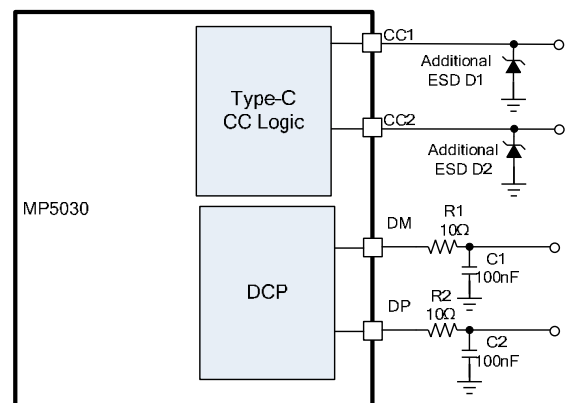 CC1
Additional
ESD D1
Type-C
CC Logic
CC2
Additional
ESD D2
MP5030
DM
R1
10Ω
C1
100nF
DCP
DP
R2
10Ω
C2
100nF